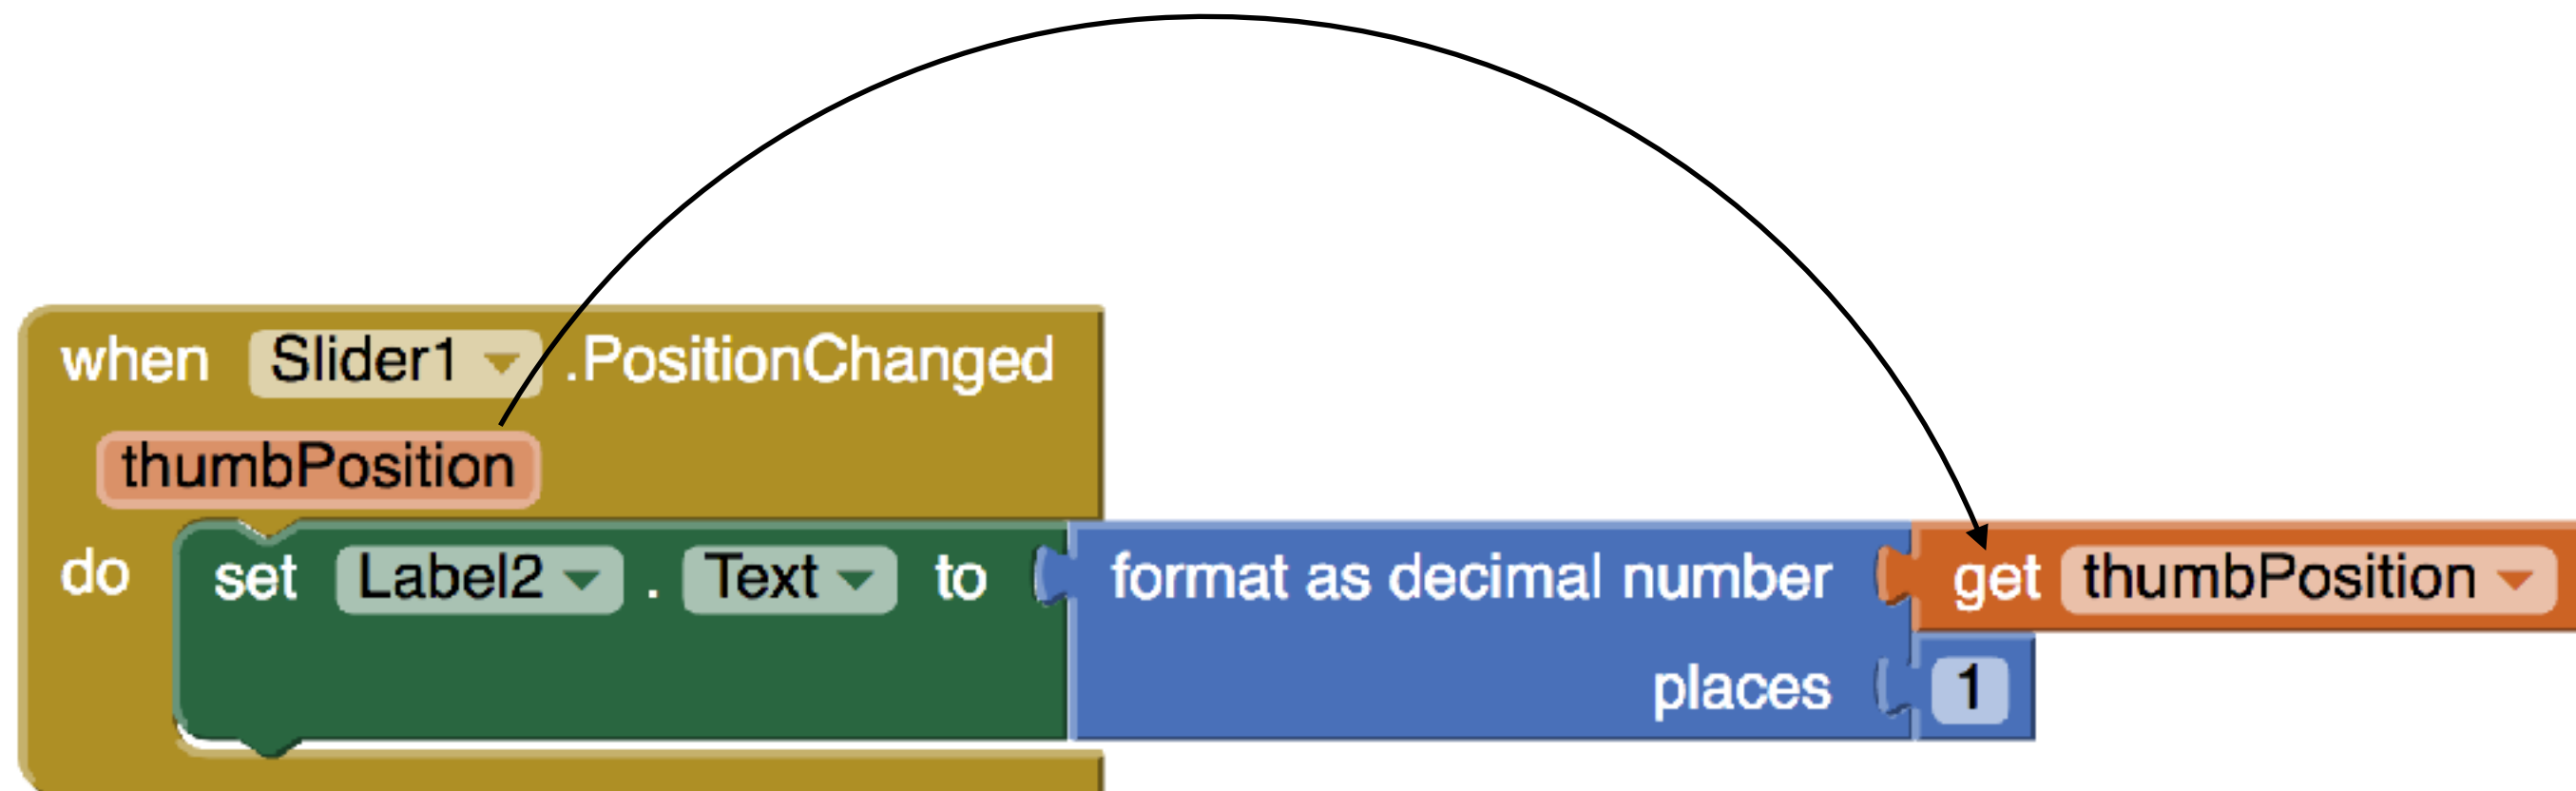 when Slider1 .PositionChanged
thumbPosition
do set Label2 . Text to format as decimal number get thumbPosition
places 1